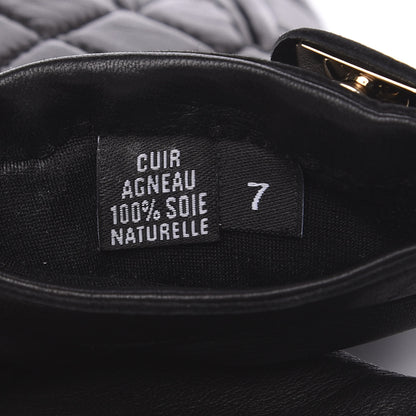 CUIR
AGNEAU
100% SOIE
NATURELLE
7